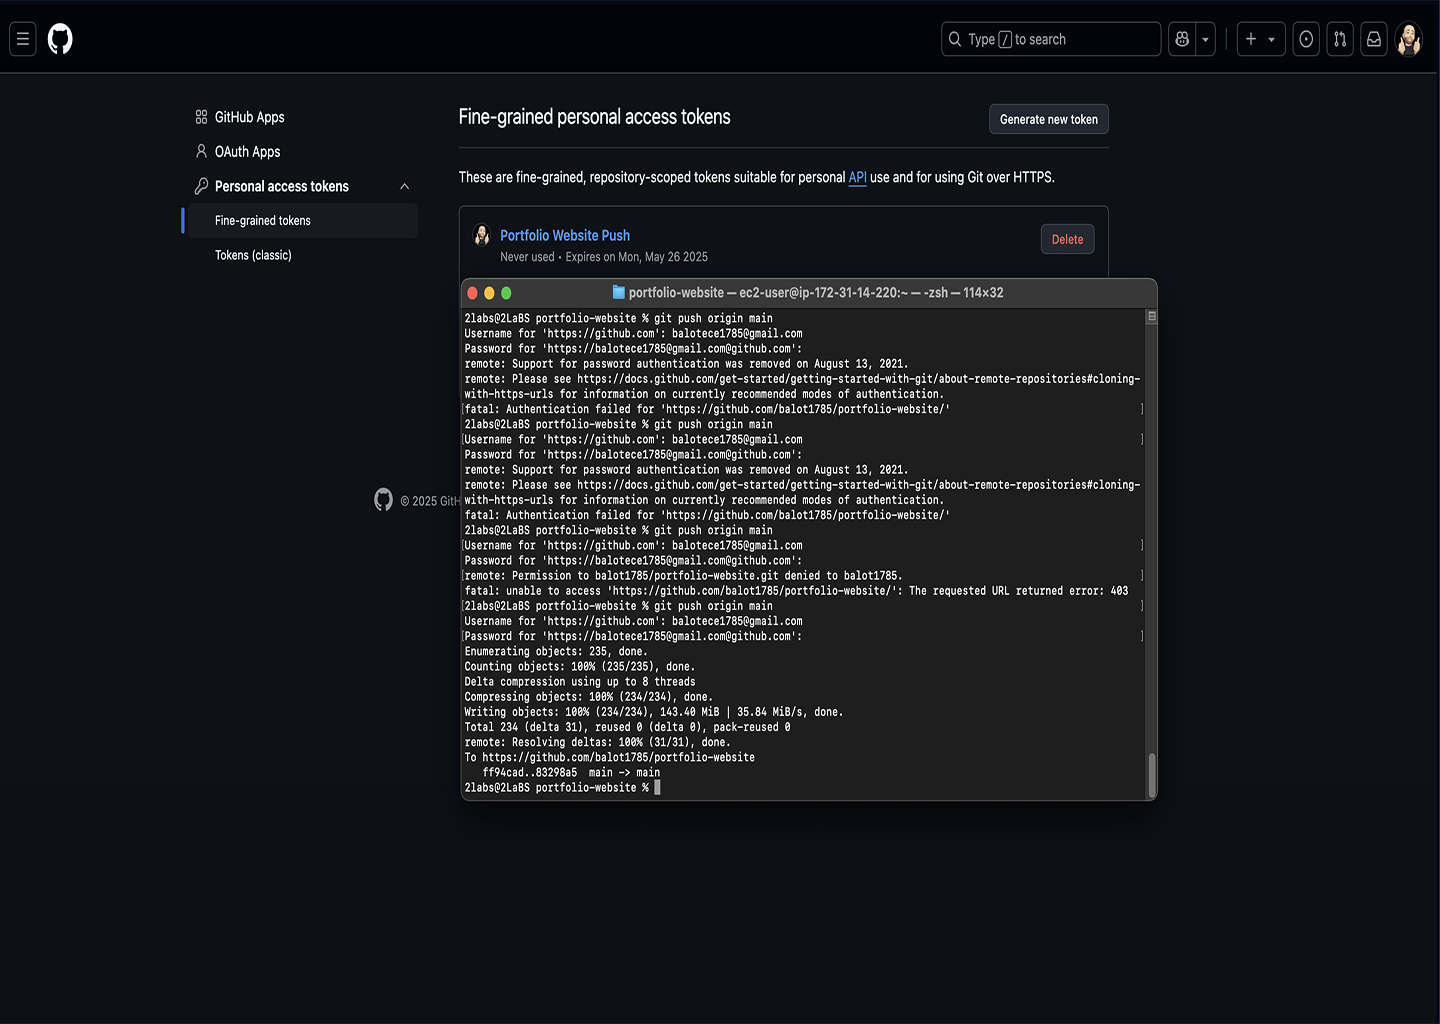 Type / to search
GitHub Apps
OAuth Apps
Personal access tokens
Fine-grained tokens
Tokens (classic)
Fine-grained personal access tokens
Generate new token
These are fine-grained, repository-scoped tokens suitable for personal API use and for using Git over HTTPS.
Portfolio Website Push
Never used • Expires on Mon, May 26 2025
Delete
© 2025 GitH
portfolio-website — ec2-user@ip-172-31-14-220:~ — -zsh — 114×32
2labs@2LaBS portfolio-website % git push origin main
Username for 'https://github.com': balotece1785@gmail.com
Password for 'https://balotece1785@gmail.com@github.com':
remote: Support for password authentication was removed on August 13, 2021.
remote: Please see https://docs.github.com/get-started/getting-started-with-git/about-remote-repositories#cloning-
with-https-urls for information on currently recommended modes of authentication.
[fatal: Authentication failed for 'https://github.com/balot1785/portfolio-website/' ]
2labs@2LaBS portfolio-website % git push origin main
[Username for 'https://github.com': balotece1785@gmail.com ]
Password for 'https://balotece1785@gmail.com@github.com':
remote: Support for password authentication was removed on August 13, 2021.
remote: Please see https://docs.github.com/get-started/getting-started-with-git/about-remote-repositories#cloning-
with-https-urls for information on currently recommended modes of authentication.
fatal: Authentication failed for 'https://github.com/balot1785/portfolio-website/'
2labs@2LaBS portfolio-website % git push origin main
[Username for 'https://github.com': balotece1785@gmail.com ]
Password for 'https://balotece1785@gmail.com@github.com':
[remote: Permission to balot1785/portfolio-website.git denied to balot1785. ]
fatal: unable to access 'https://github.com/balot1785/portfolio-website/': The requested URL returned error: 403
[2labs@2LaBS portfolio-website % git push origin main ]
Username for 'https://github.com': balotece1785@gmail.com
[Password for 'https://balotece1785@gmail.com@github.com': ]
Enumerating objects: 235, done.
Counting objects: 100% (235/235), done.
Delta compression using up to 8 threads
Compressing objects: 100% (234/234), done.
Writing objects: 100% (234/234), 143.40 MiB | 35.84 MiB/s, done.
Total 234 (delta 31), reused 0 (delta 0), pack-reused 0
remote: Resolving deltas: 100% (31/31), done.
To https://github.com/balot1785/portfolio-website
ff94cad..83298a5  main -> main
2labs@2LaBS portfolio-website %